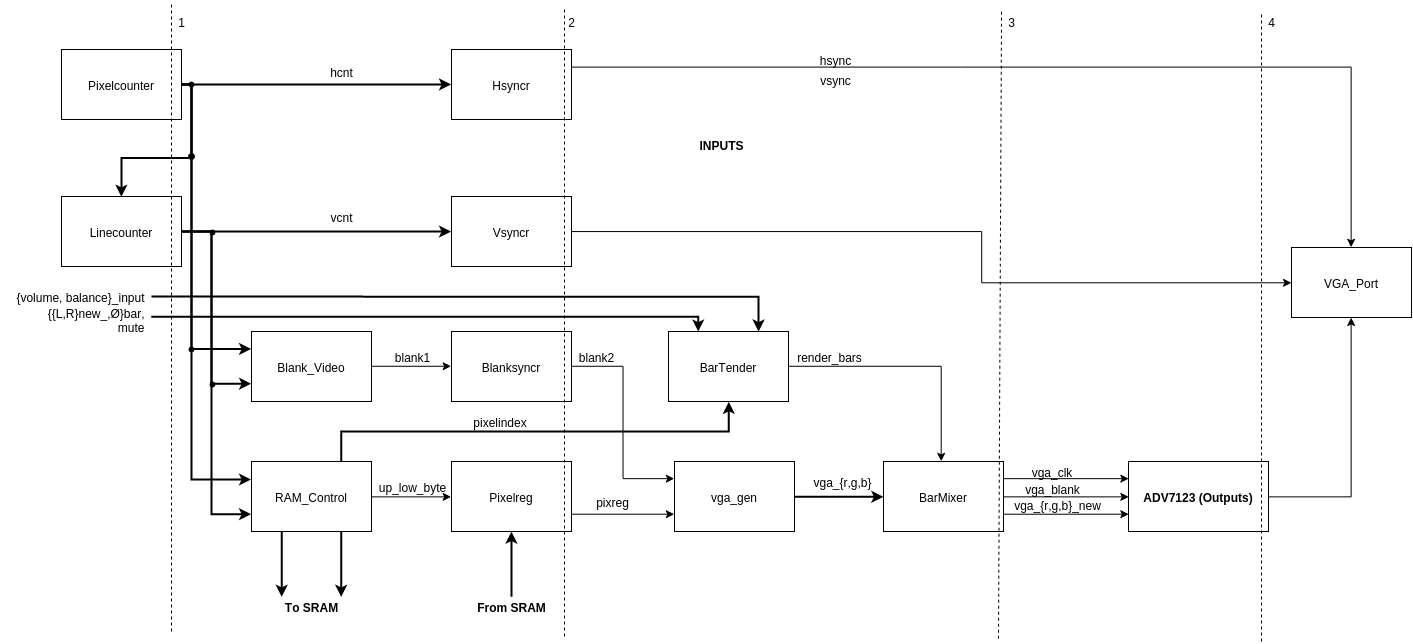 1
2
3
4
Pixelcounter
hcnt
Hsyncr
hsync
vsync
INPUTS
Linecounter
vcnt
Vsyncr
VGA_Port
{volume, balance}_input
{{L,R}new_,Ø}bar,
mute
Blank_Video
blank1
Blanksyncr
blank2
BarTender
render_bars
pixelindex
RAM_Control
up_low_byte
Pixelreg
pixreg
vga_gen
vga_{r,g,b}
BarMixer
vga_clk
vga_blank
vga_{r,g,b}_new
ADV7123 (Outputs)
To SRAM
From SRAM